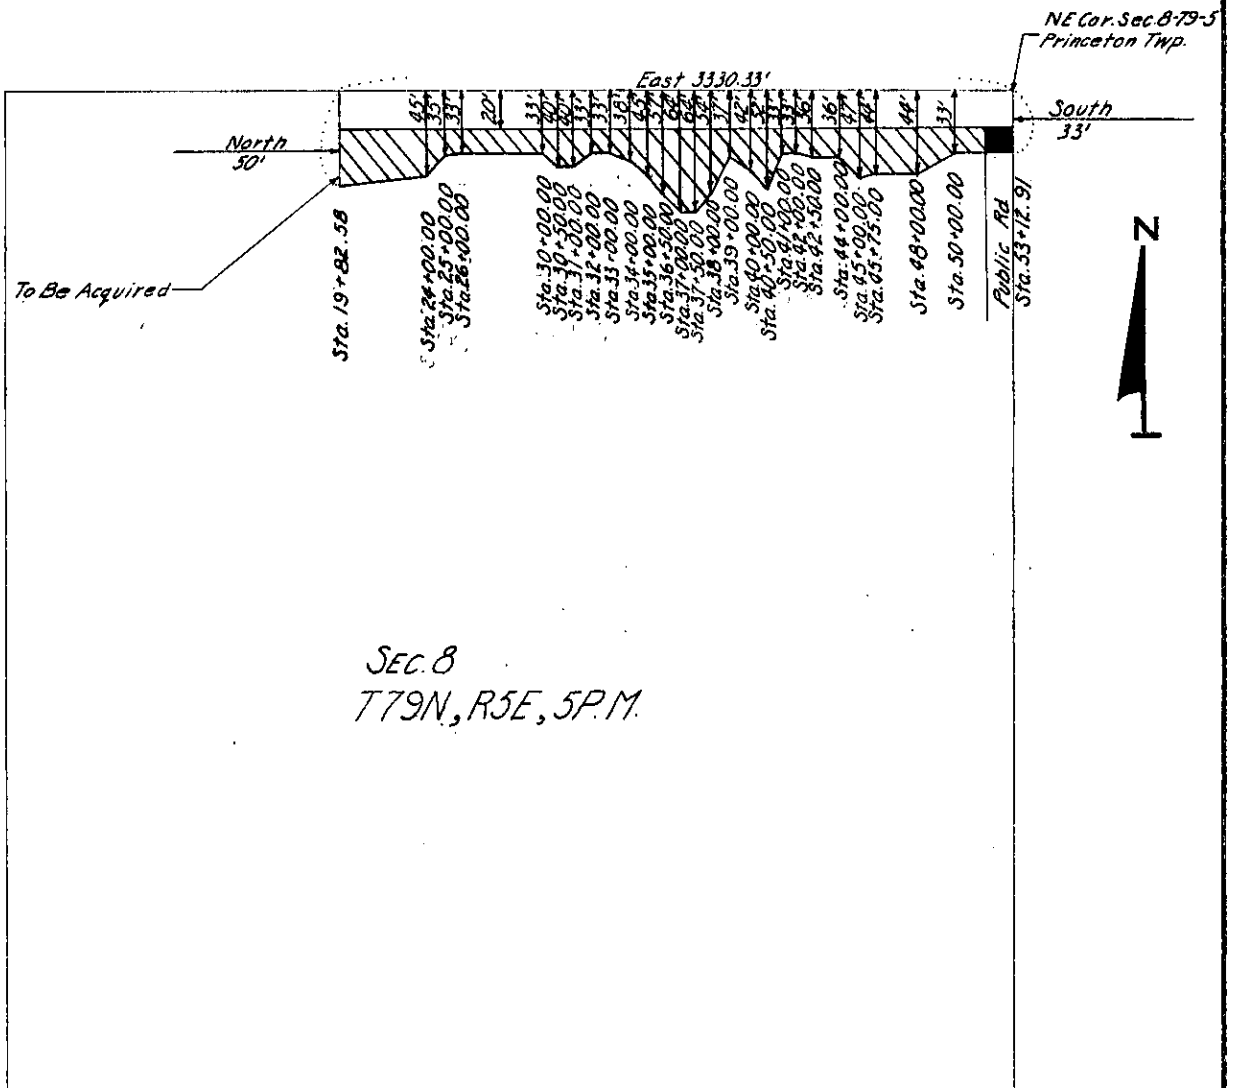 NE Cor. Sec. 8-79-5
Princeton Twp.
East 3330.33'
South
33'
North
50'
45'
35'
33'
20'
33'
40'
40'
33'
33'
38'
45'
57'
64'
64'
54'
37'
42'
52'
33'
33'
36'
36'
47'
44'
44'
33'
To Be Acquired
Sta. 19+82.58
Sta. 24+00.00
Sta. 25+00.00
Sta. 26+00.00
Sta. 30+00.00
Sta. 30+50.00
Sta. 31+00.00
Sta. 32+00.00
Sta. 33+00.00
Sta. 34+00.00
Sta. 35+00.00
Sta. 36+50.00
Sta. 37+00.00
Sta. 37+50.00
Sta. 38+00.00
Sta. 39+00.00
Sta. 40+00.00
Sta. 40+50.00
Sta. 41+00.00
Sta. 42+00.00
Sta. 42+50.00
Sta. 44+00.00
Sta. 45+00.00
Sta. 45+75.00
Sta. 48+00.00
Sta. 50+00.00
Public Rd
Sta. 53+12.91
N
SEC. 8
T79N, R5E, 5P.M.